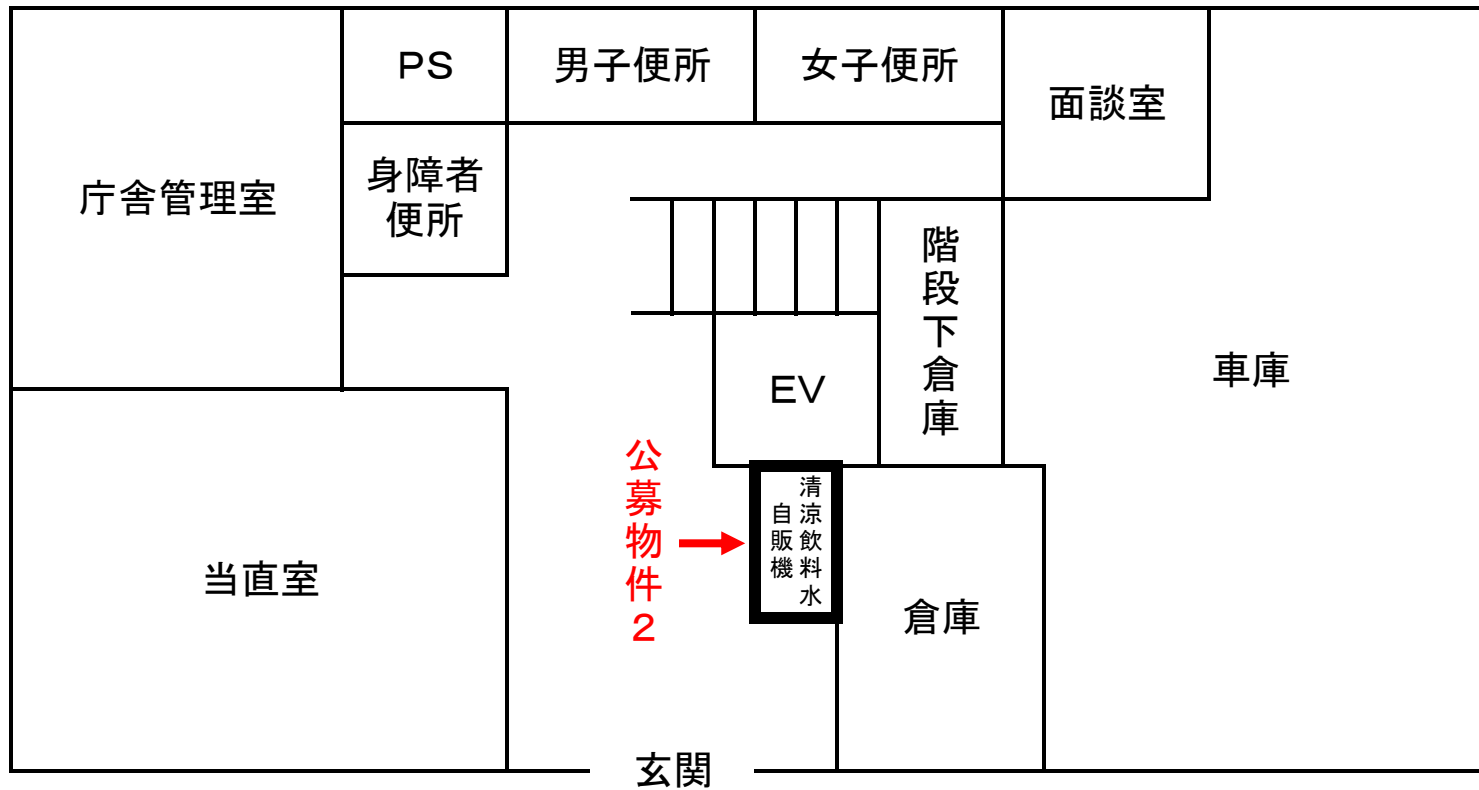 PS
男子便所
女子便所
面談室
庁舎管理室
身障者
便所
階段下倉庫
EV
車庫
公募物件2
清涼飲料水
自販機
当直室
倉庫
玄関